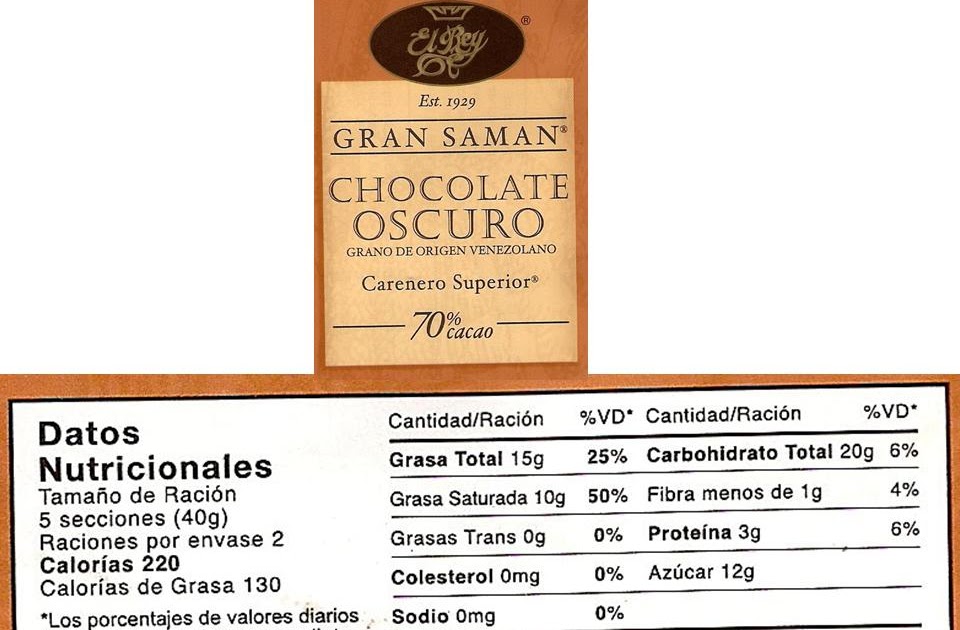 El Rey ®
Est. 1929
GRAN SAMAN®
CHOCOLATE
OSCURO
GRANO DE ORIGEN VENEZOLANO
Carenero Superior®
70% cacao
Datos
Nutricionales
Tamaño de Ración
5 secciones (40g)
Raciones por envase 2
Calorías 220
Calorías de Grasa 130
*Los porcentajes de valores diarios
Cantidad/Ración %VD* Cantidad/Ración %VD*
Grasa Total 15g 25% Carbohidrato Total 20g 6%
Grasa Saturada 10g 50% Fibra menos de 1g 4%
Grasas Trans 0g 0% Proteína 3g 6%
Colesterol 0mg 0% Azúcar 12g
Sodio 0mg 0%